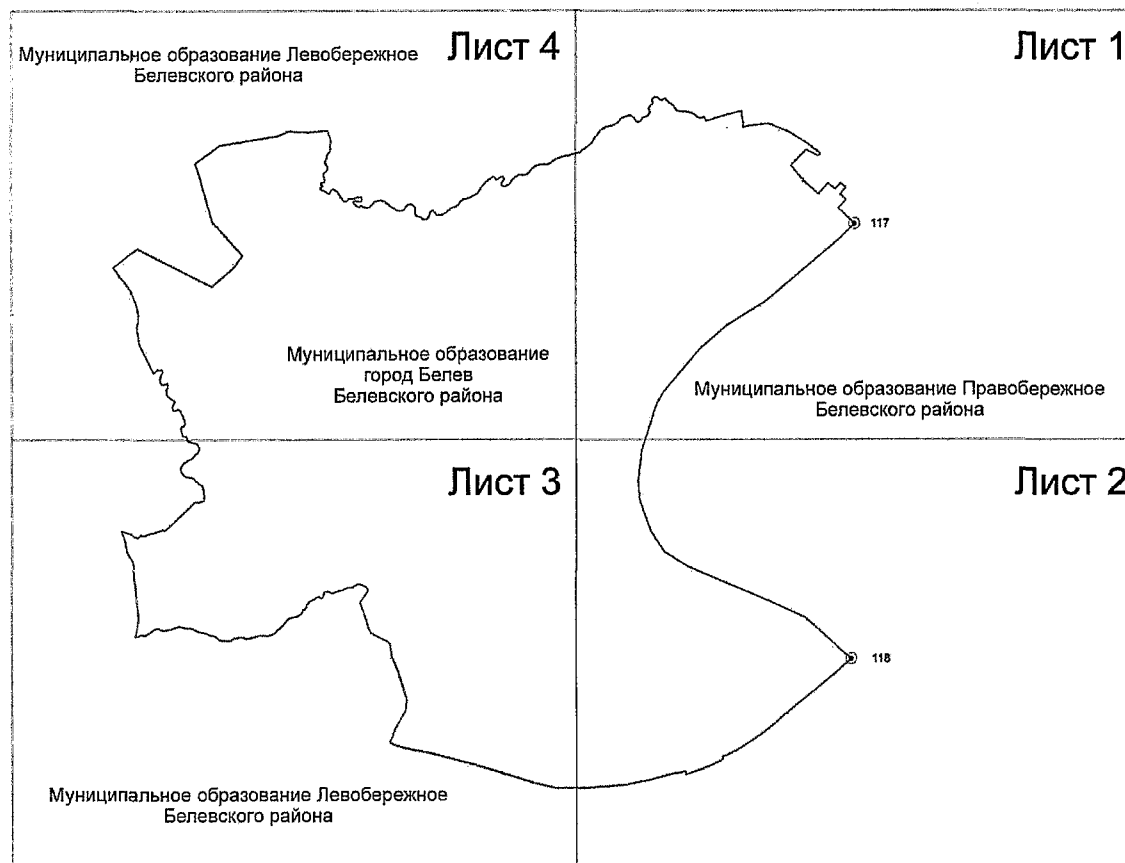 Лист 4
Лист 1
Муниципальное образование Левобережное
Белевского района
117
Муниципальное образование
город Белев
Белевского района
Муниципальное образование Правобережное
Белевского района
Лист 3
Лист 2
118
Муниципальное образование Левобережное
Белевского района